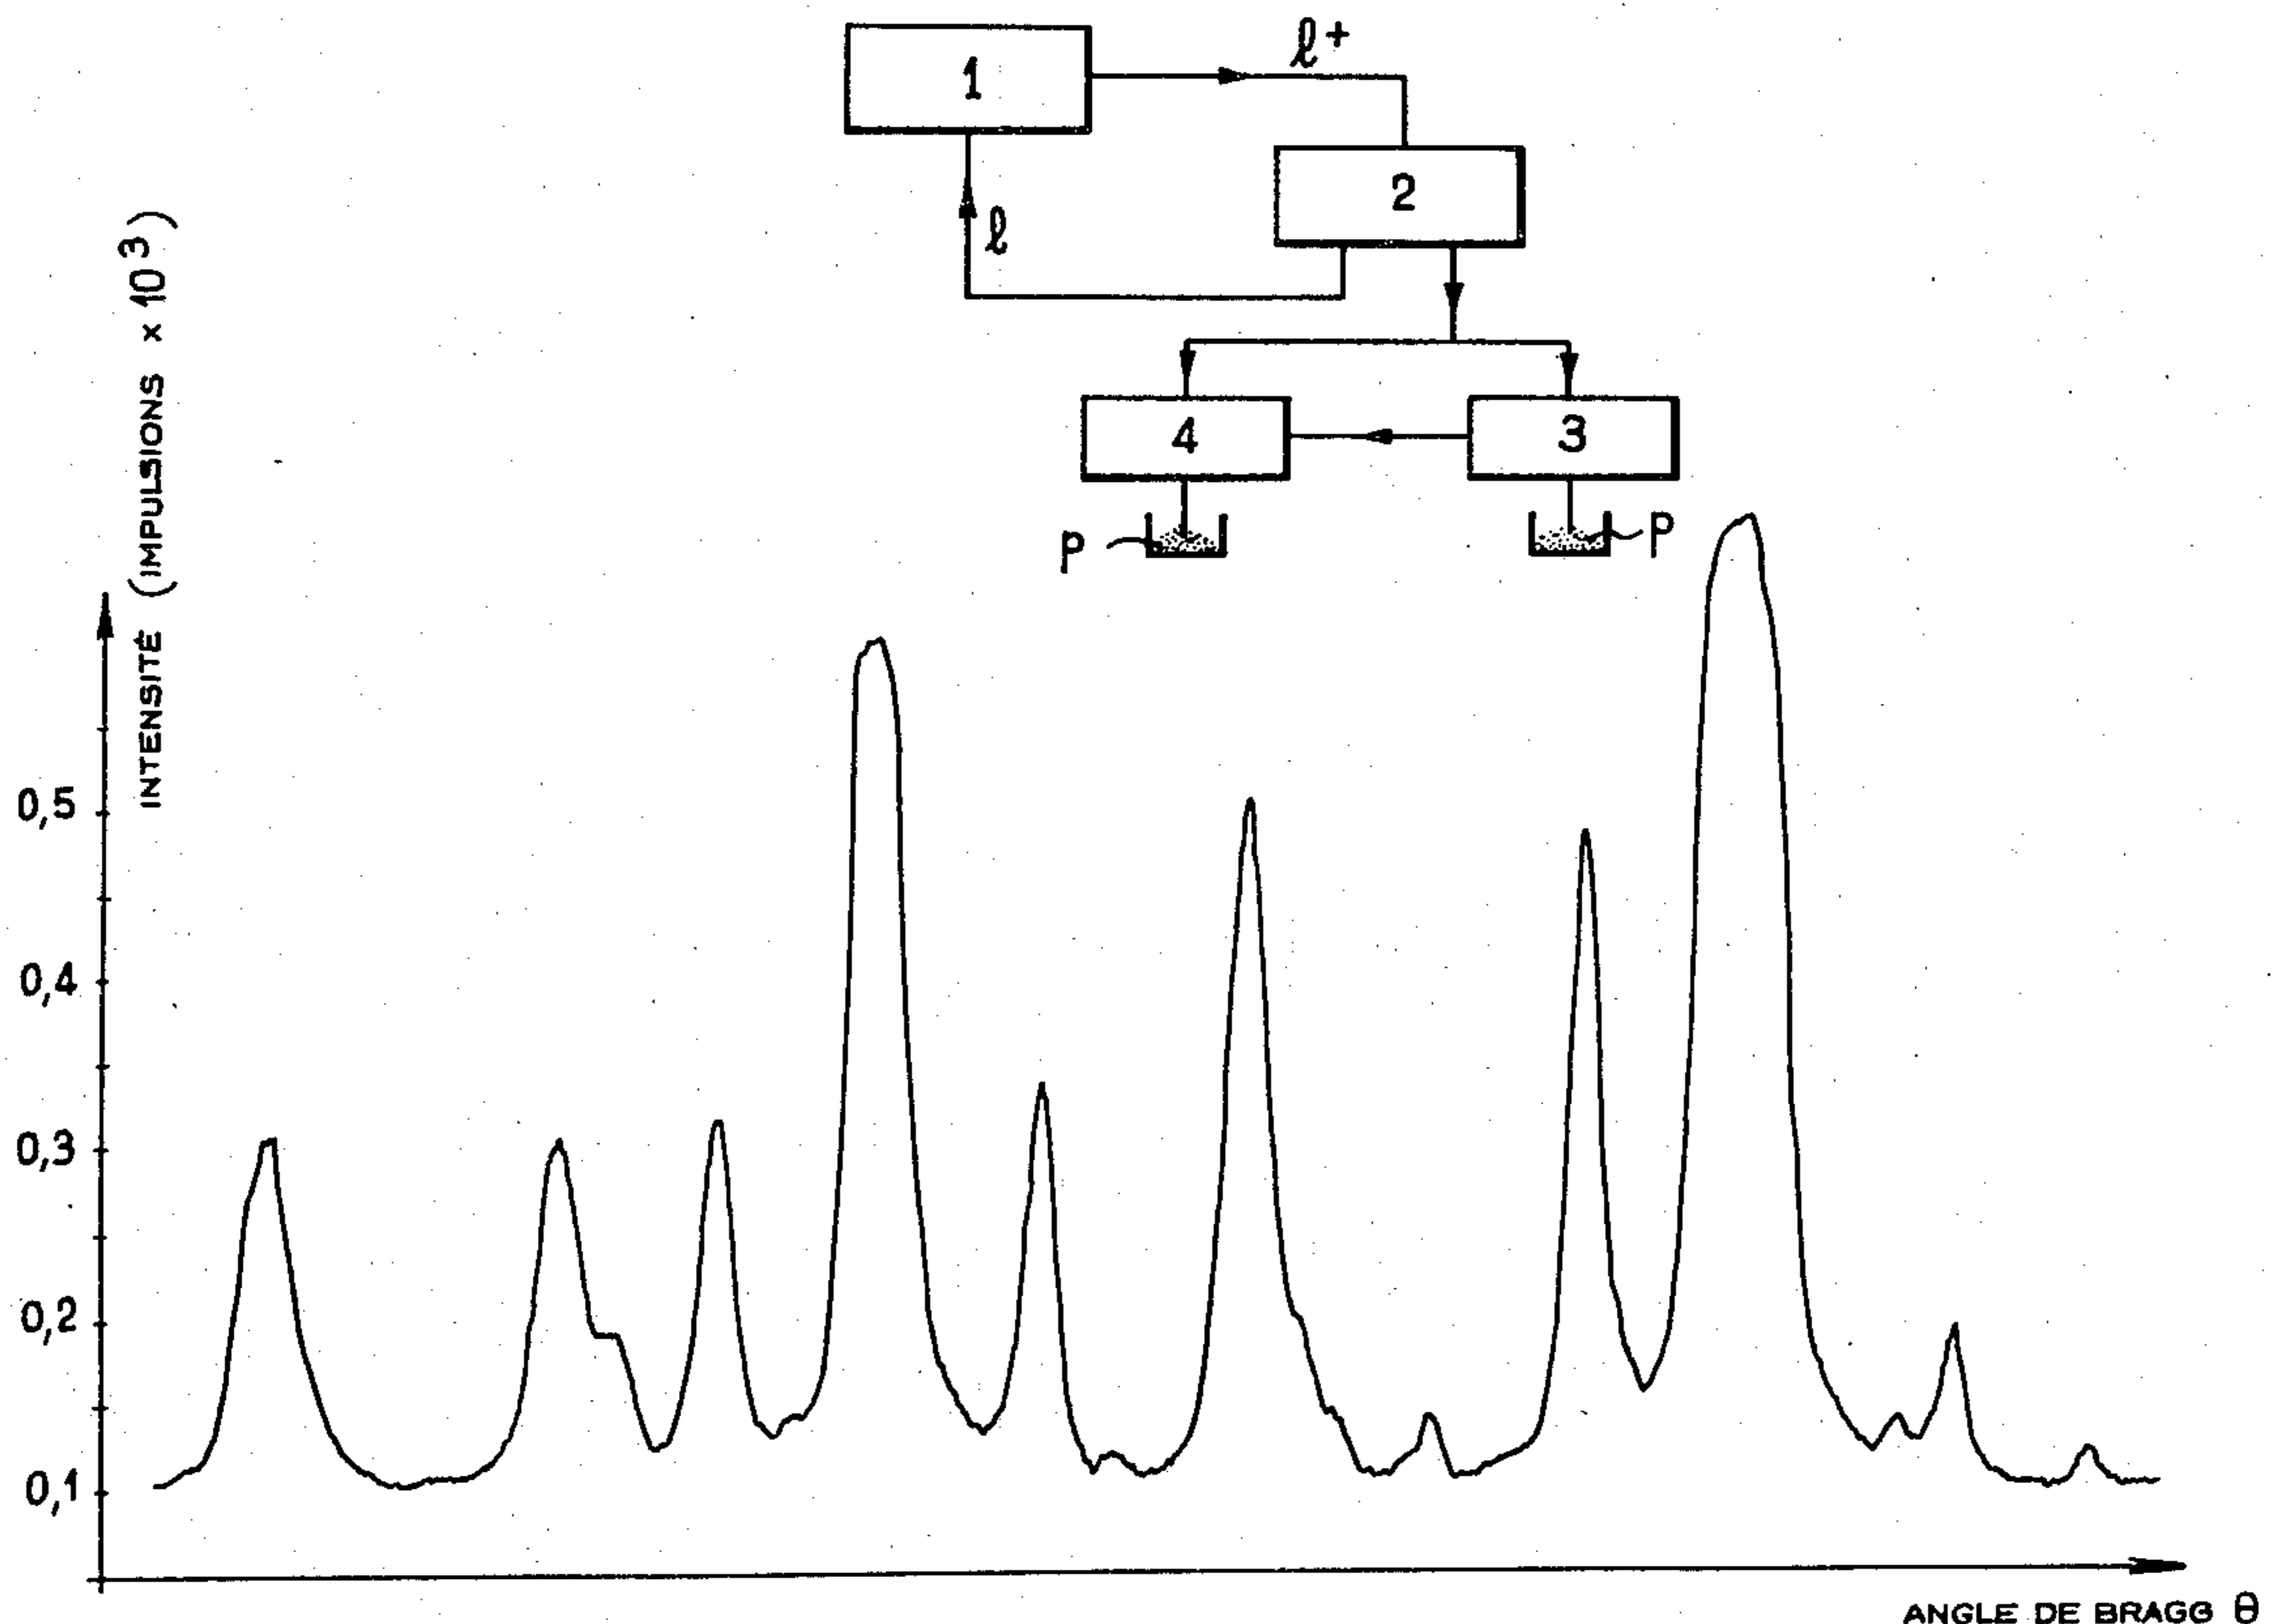 1
ℓ+
2
ℓ
4
3
P
P
INTENSITÉ (IMPULSIONS x 10³)
0,5
0,4
0,3
0,2
0,1
ANGLE DE BRAGG θ